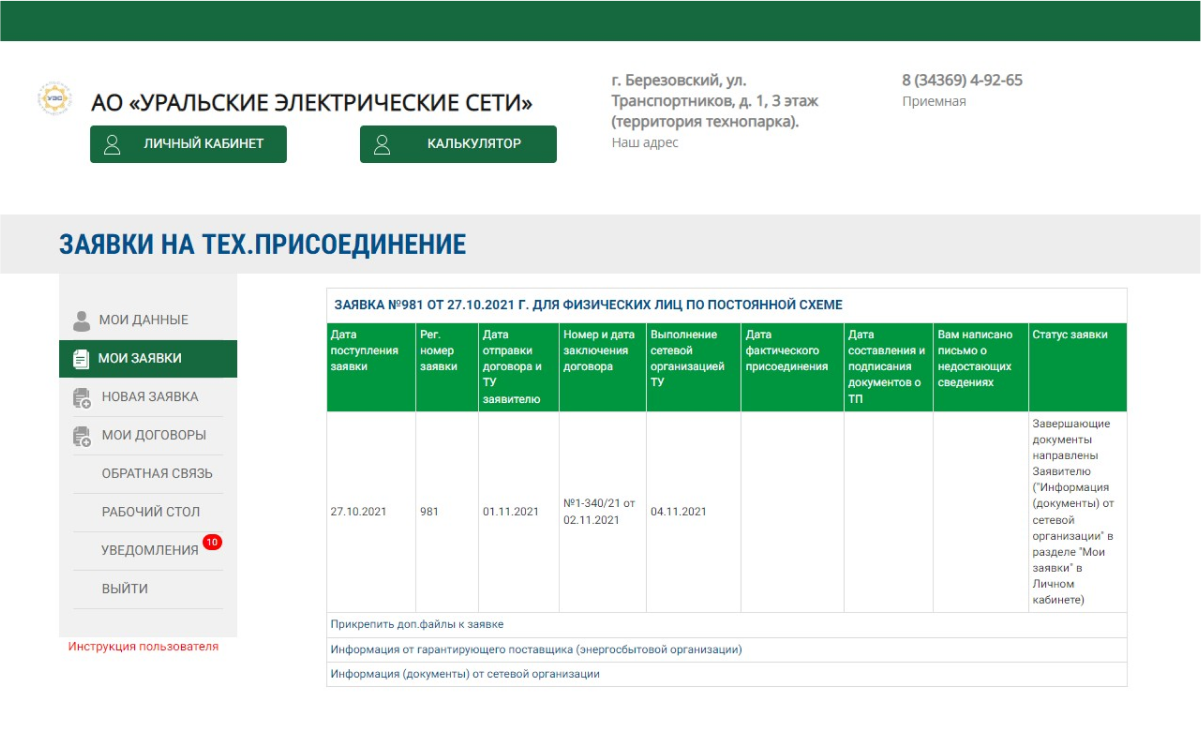 УЭС
АО «УРАЛЬСКИЕ ЭЛЕКТРИЧЕСКИЕ СЕТИ»
ЛИЧНЫЙ КАБИНЕТ
КАЛЬКУЛЯТОР
г. Березовский, ул.
Транспортников, д. 1, 3 этаж
(территория технопарка).
Наш адрес
8 (34369) 4-92-65
Приемная
ЗАЯВКИ НА ТЕХ.ПРИСОЕДИНЕНИЕ
МОИ ДАННЫЕ
МОИ ЗАЯВКИ
НОВАЯ ЗАЯВКА
МОИ ДОГОВОРЫ
ОБРАТНАЯ СВЯЗЬ
РАБОЧИЙ СТОЛ
УВЕДОМЛЕНИЯ 10
ВЫЙТИ
Инструкция пользователя
ЗАЯВКА №981 ОТ 27.10.2021 Г. ДЛЯ ФИЗИЧЕСКИХ ЛИЦ ПО ПОСТОЯННОЙ СХЕМЕ
Дата
поступления
заявки
Рег.
номер
заявки
Дата
отправки
договора и
ТУ
заявителю
Номер и дата
заключения
договора
Выполнение
сетевой
организацией
ТУ
Дата
фактического
присоединения
Дата
составления и
подписания
документов о
ТП
Вам написано
письмо о
недостающих
сведениях
Статус заявки
27.10.2021
981
01.11.2021
№1-340/21 от
02.11.2021
04.11.2021
Завершающие
документы
направлены
Заявителю
("Информация
(документы) от
сетевой
организации" в
разделе "Мои
заявки" в
Личном
кабинете)
Прикрепить доп.файлы к заявке
Информация от гарантирующего поставщика (энергосбытовой организации)
Информация (документы) от сетевой организации